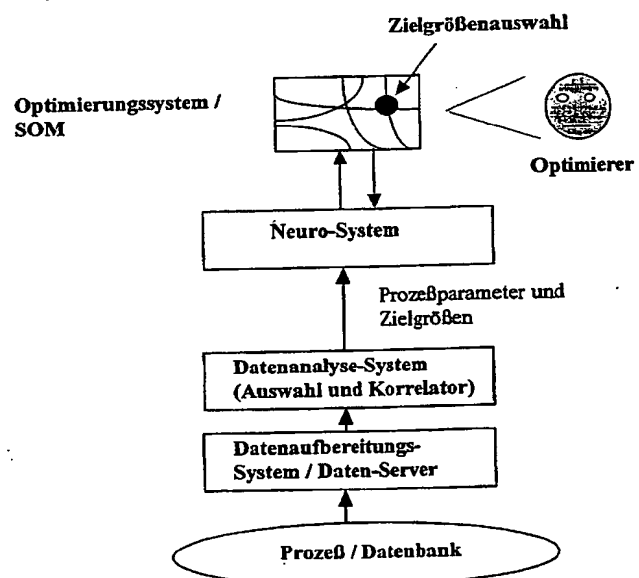 Zielgrößenauswahl
Optimierungssystem /
SOM
Optimierer
Neuro-System
Prozeßparameter und
Zielgrößen
Datenanalyse-System
(Auswahl und Korrelator)
Datenaufbereitungs-
System / Daten-Server
Prozeß / Datenbank